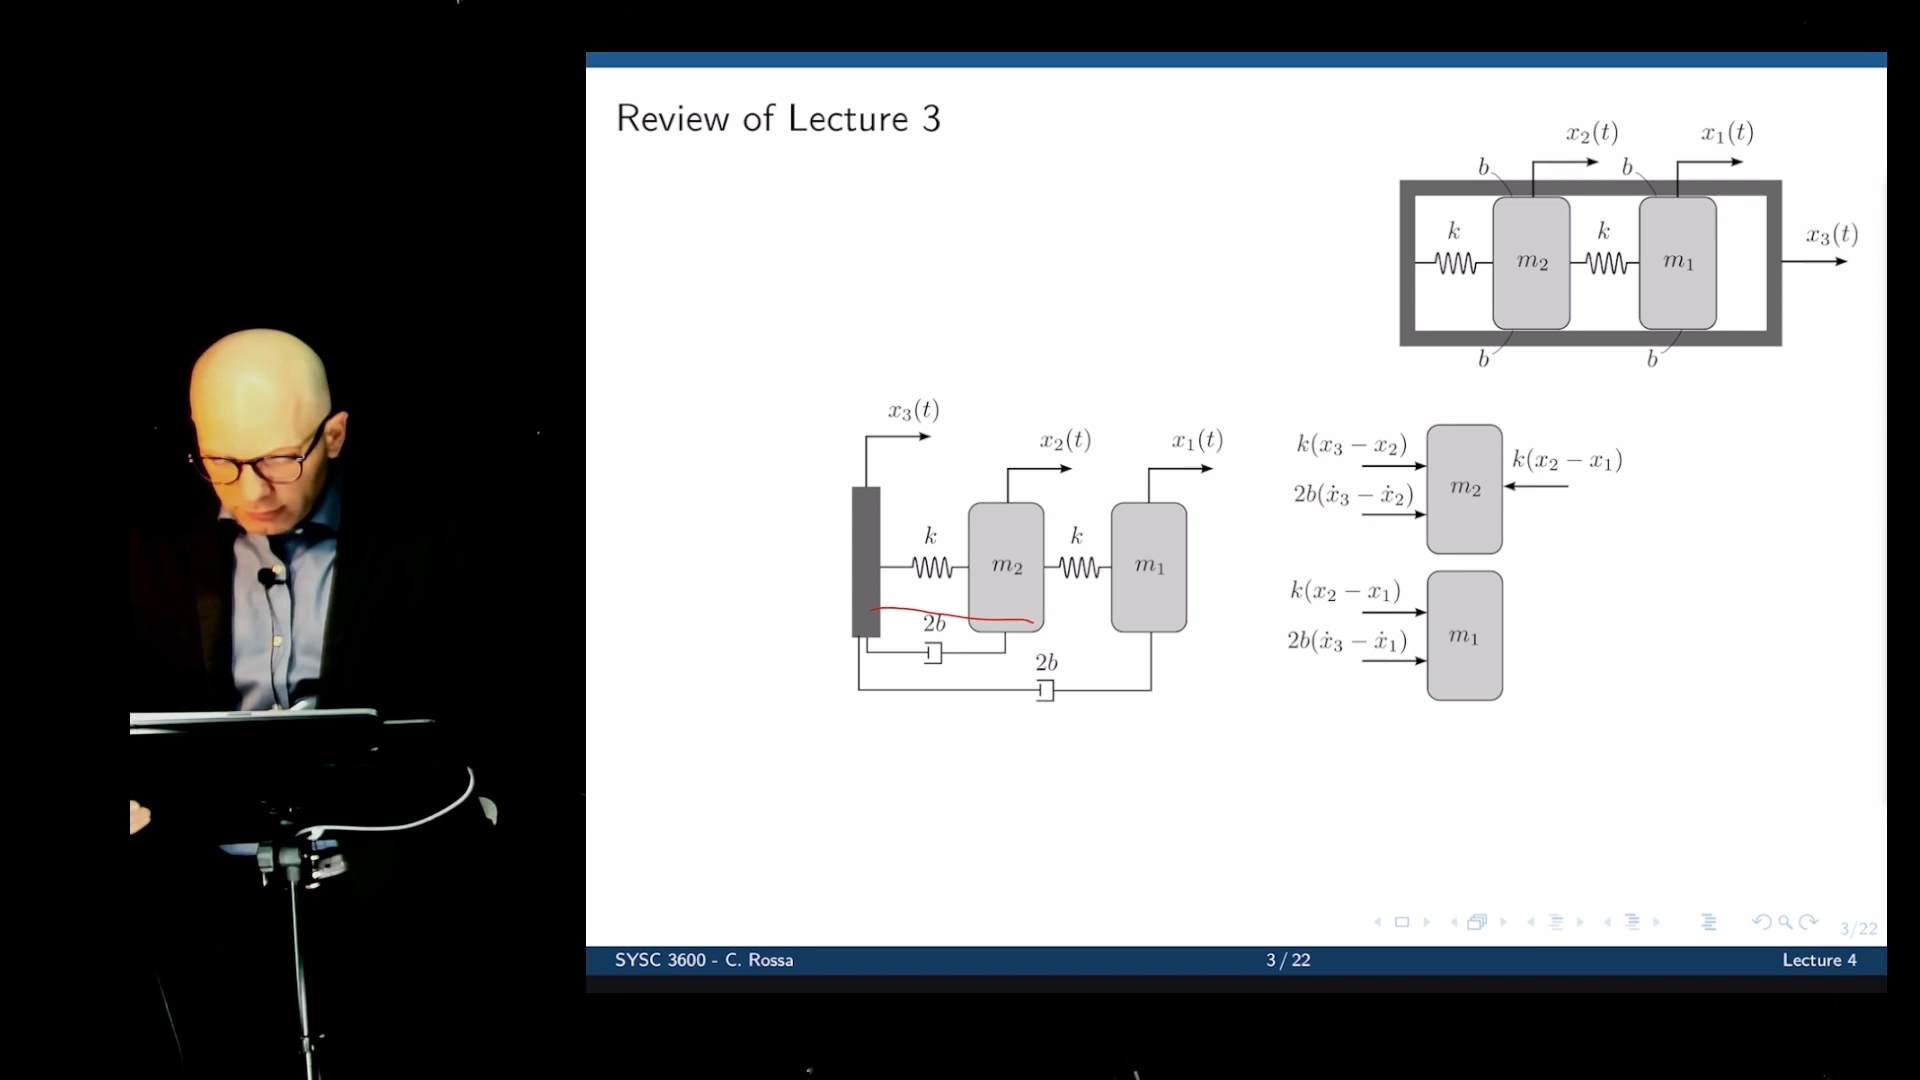 Review of Lecture 3
x₂(t) x₁(t)
b b
k k
m₂ m₁
x₃(t)
b b
x₃(t)
x₂(t) x₁(t)
k k
m₂ m₁
2b
2b
k(x₃ − x₂)
k(x₂ − x₁)
2b(ẋ₃ − ẋ₂)
m₂
k(x₂ − x₁)
2b(ẋ₃ − ẋ₁)
m₁
3/22
SYSC 3600 - C. Rossa 3 / 22 Lecture 4